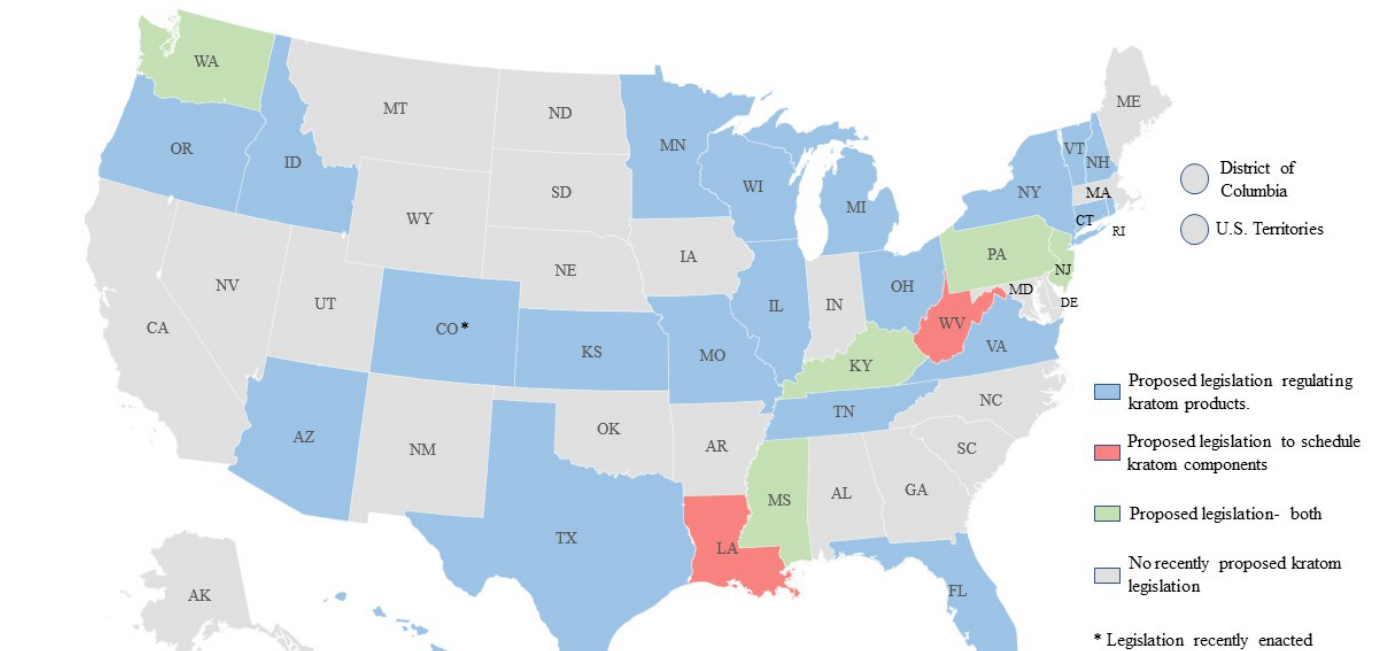 WA
MT
ND
MN
ME
OR
ID
SD
WI
MI
VT
NH
WY
NY
MA
CT
RI
NV
UT
NE
IA
PA
NJ
CA
CO*
KS
MO
IL
IN
OH
MD
DE
WV
VA
KY
AZ
NM
OK
AR
TN
NC
SC
TX
LA
MS
AL
GA
AK
FL
District of
Columbia
U.S. Territories
Proposed legislation regulating
kratom products.
Proposed legislation to schedule
kratom components
Proposed legislation- both
No recently proposed kratom
legislation
* Legislation recently enacted